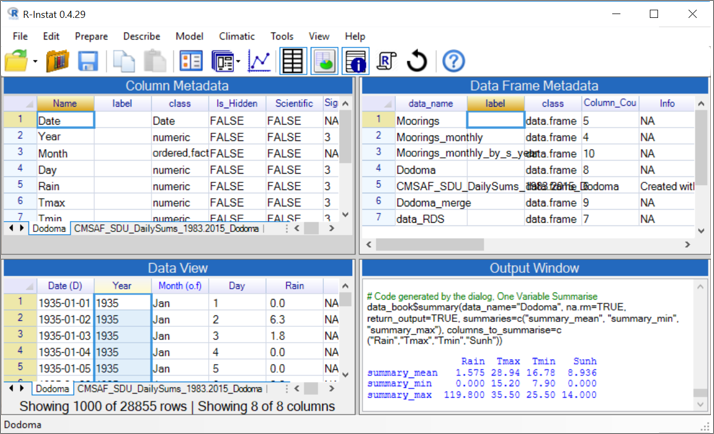 R-Instat 0.4.29
File Edit Prepare Describe Model Climatic Tools View Help
Column Metadata
Name label class Is_Hidden Scientific Sig
1 Date Date FALSE FALSE NA
2 Year numeric FALSE FALSE 3
3 Month ordered,fact FALSE FALSE NA
4 Day numeric FALSE FALSE 3
5 Rain numeric FALSE FALSE 3
6 Tmax numeric FALSE FALSE 3
7 Tmin numeric FALSE FALSE 3
Dodoma CMSAF_SDU_DailySums_1983.2015_Dodoma
Data Frame Metadata
data_name label class Column_Cou Info
1 Moorings data.frame 5 NA
2 Moorings_monthly data.frame 4 NA
3 Moorings_monthly_by_s_year data.frame 10 NA
4 Dodoma data.frame 8 NA
5 CMSAF_SDU_DailySums_1983.2015_Dodoma Created with
6 Dodoma_merge data.frame 9 NA
7 data_RDS data.frame 7 NA
Data View
Date (D) Year Month (o.f) Day Rain
1 1935-01-01 1935 Jan 1 0.0 NA
2 1935-01-02 1935 Jan 2 6.3 NA
3 1935-01-03 1935 Jan 3 1.8 NA
4 1935-01-04 1935 Jan 4 0.0 NA
5 1935-01-05 1935 Jan 5 0.0 NA
Dodoma CMSAF_SDU_DailySums_1983.2015_Dodoma
Showing 1000 of 28855 rows | Showing 8 of 8 columns
Output Window
# Code generated by the dialog, One Variable Summarise
data_book$summary(data_name="Dodoma", na.rm=TRUE,
return_output=TRUE, summaries=c("summary_mean", "summary_min",
"summary_max"), columns_to_summarise=c
("Rain","Tmax","Tmin","Sunh"))
Rain Tmax Tmin Sunh
summary_mean 1.575 28.94 16.78 8.936
summary_min 0.000 15.20 7.90 0.000
summary_max 119.800 35.50 25.50 14.000
Dodoma